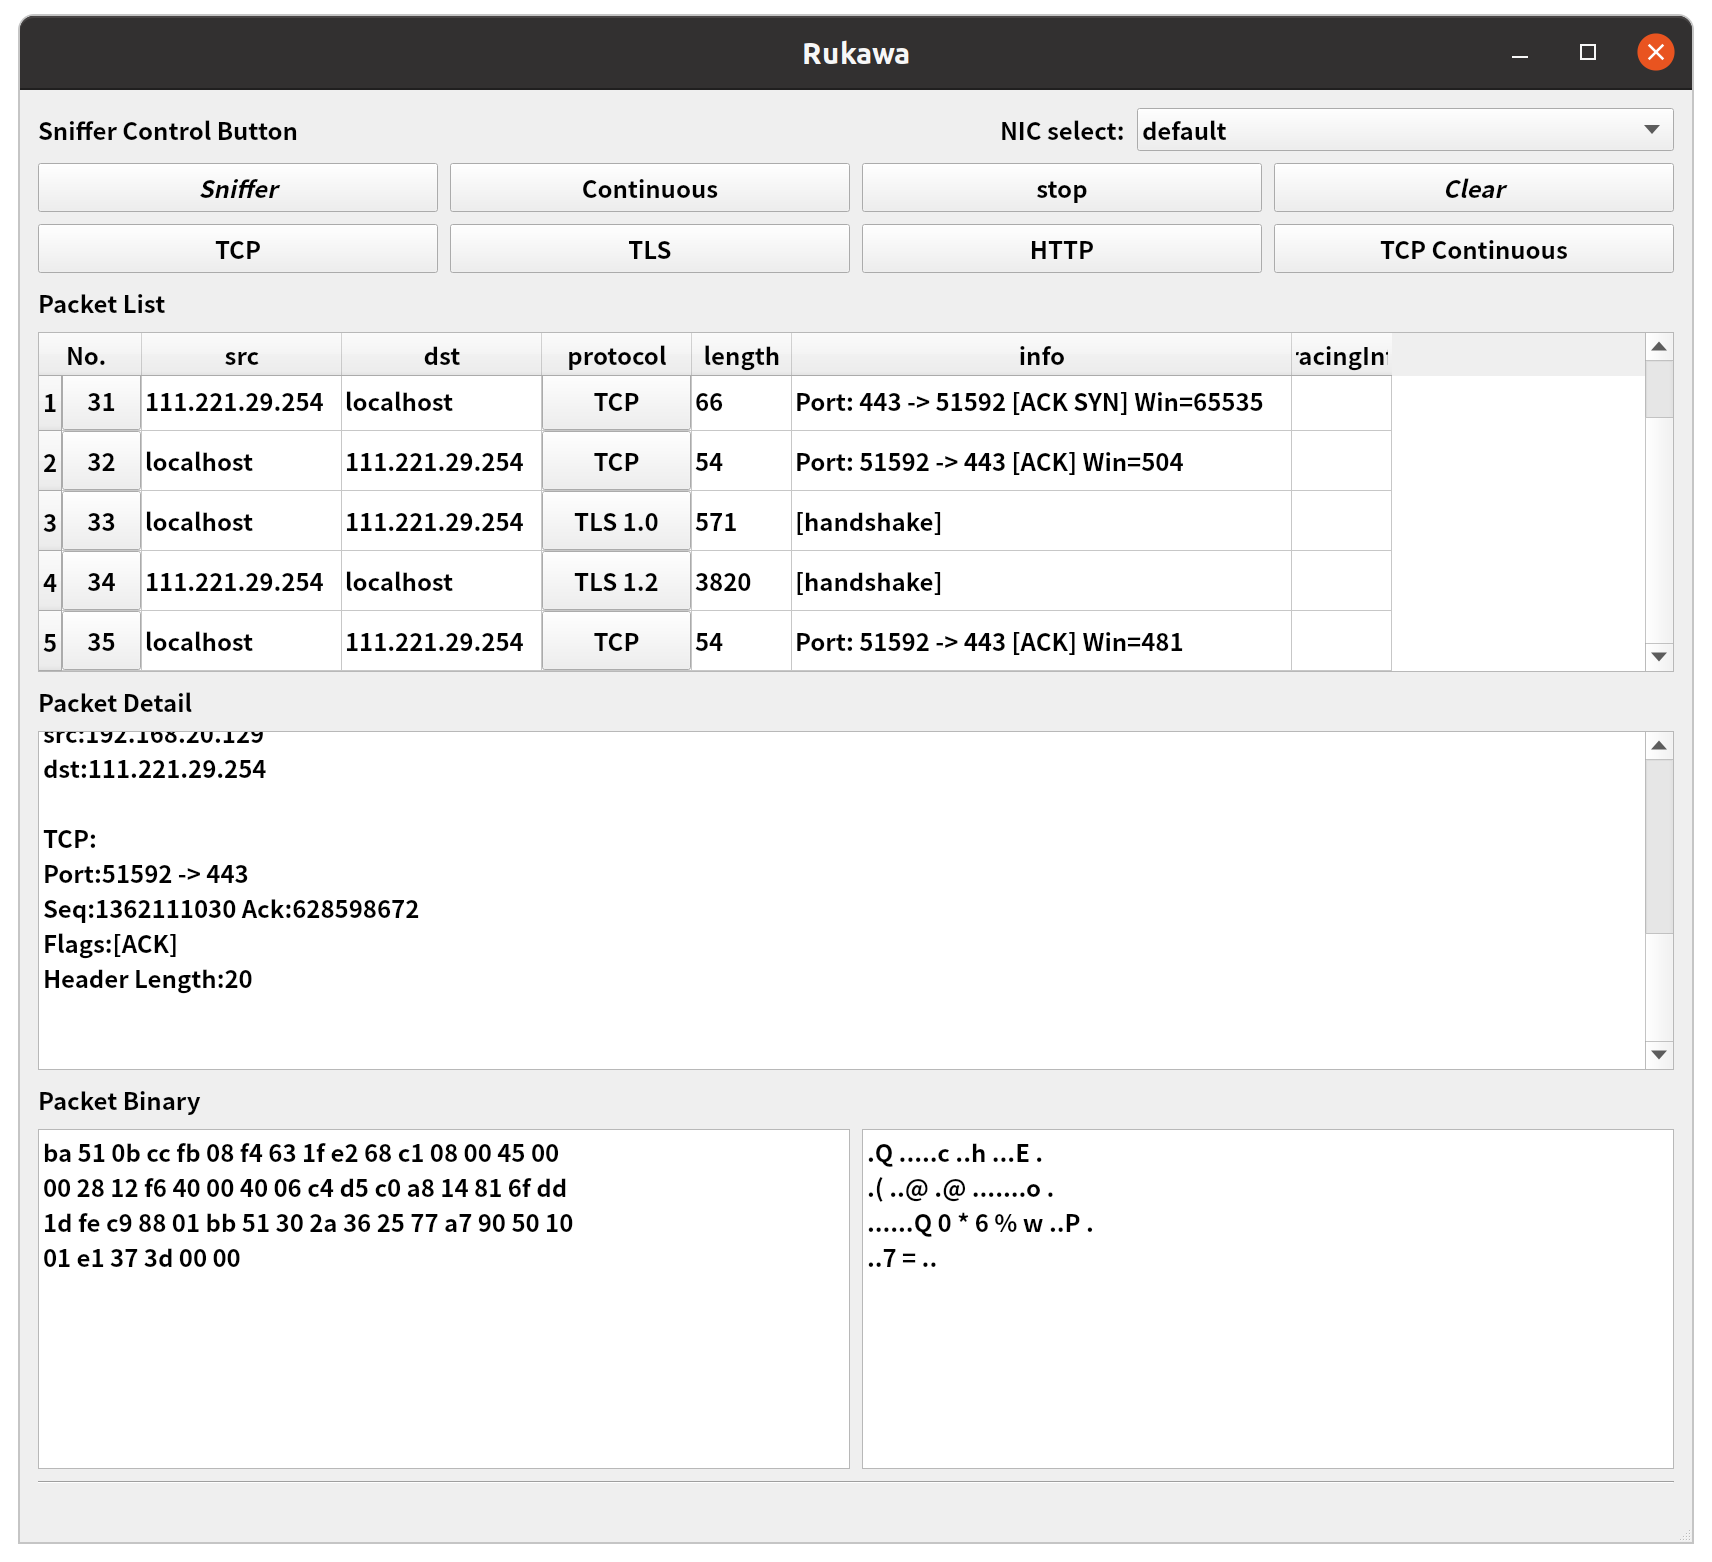 Rukawa
Sniffer Control Button NIC select: default
Sniffer Continuous stop Clear
TCP TLS HTTP TCP Continuous
Packet List
No. src dst protocol length info racingInf
1 31 111.221.29.254 localhost TCP 66 Port: 443 -> 51592 [ACK SYN] Win=65535
2 32 localhost 111.221.29.254 TCP 54 Port: 51592 -> 443 [ACK] Win=504
3 33 localhost 111.221.29.254 TLS 1.0 571 [handshake]
4 34 111.221.29.254 localhost TLS 1.2 3820 [handshake]
5 35 localhost 111.221.29.254 TCP 54 Port: 51592 -> 443 [ACK] Win=481
Packet Detail
src:192.168.20.129
dst:111.221.29.254
TCP:
Port:51592 -> 443
Seq:1362111030 Ack:628598672
Flags:[ACK]
Header Length:20
Packet Binary
ba 51 0b cc fb 08 f4 63 1f e2 68 c1 08 00 45 00
00 28 12 f6 40 00 40 06 c4 d5 c0 a8 14 81 6f dd
1d fe c9 88 01 bb 51 30 2a 36 25 77 a7 90 50 10
01 e1 37 3d 00 00
.Q .....c ..h ...E .
.( ..@ .@ .......o .
......Q 0 * 6 % w ..P .
..7 = ..